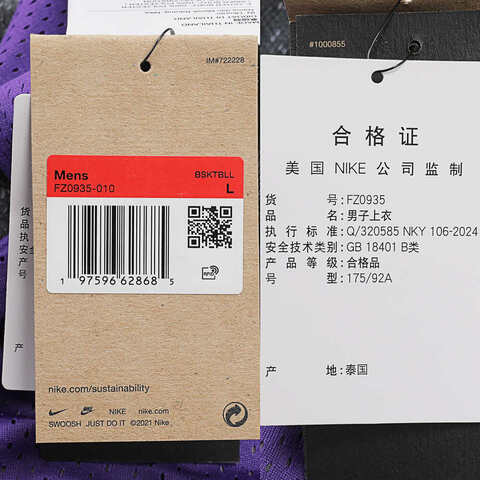 MADE IN THAILAND
IM#722228
Mens
BSKTBLL
FZ0935-010
L
1 97596 62868 5
RFID
nike.com/sustainability
NIKE nike.com
SWOOSH JUST DO IT ©2021 Nike
货
品
执
安
产
号
产
#1000855
合格证
美国 NIKE 公司监制
货 号:FZ0935
品 名:男子上衣
执行标准:Q/320585 NKY 106-2024
安全技术类别:GB 18401 B类
产品等级:合格品
号 型:175/92A
产 地:泰国